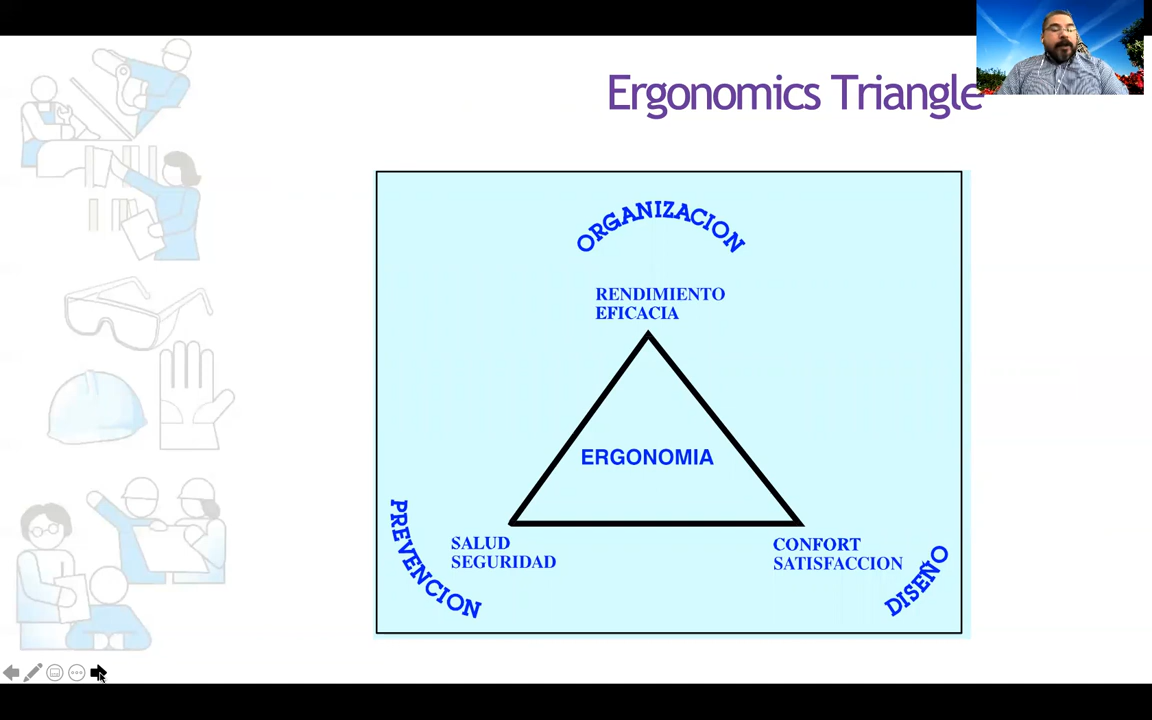 Ergonomics Triangle
ORGANIZACION
RENDIMIENTO
EFICACIA
ERGONOMIA
PREVENCION
SALUD
SEGURIDAD
CONFORT
SATISFACCION
DISEÑO